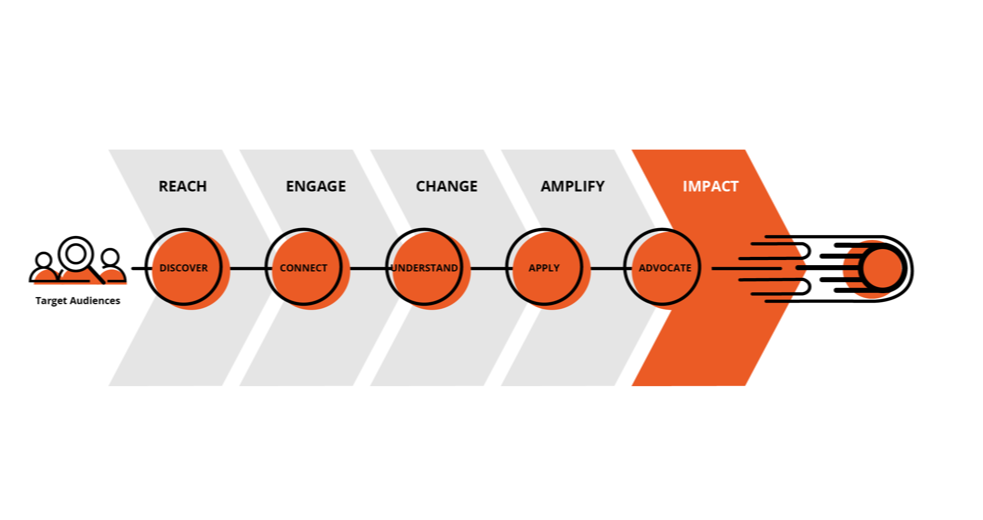 REACH
ENGAGE
CHANGE
AMPLIFY
IMPACT
DISCOVER
CONNECT
UNDERSTAND
APPLY
ADVOCATE
Target Audiences